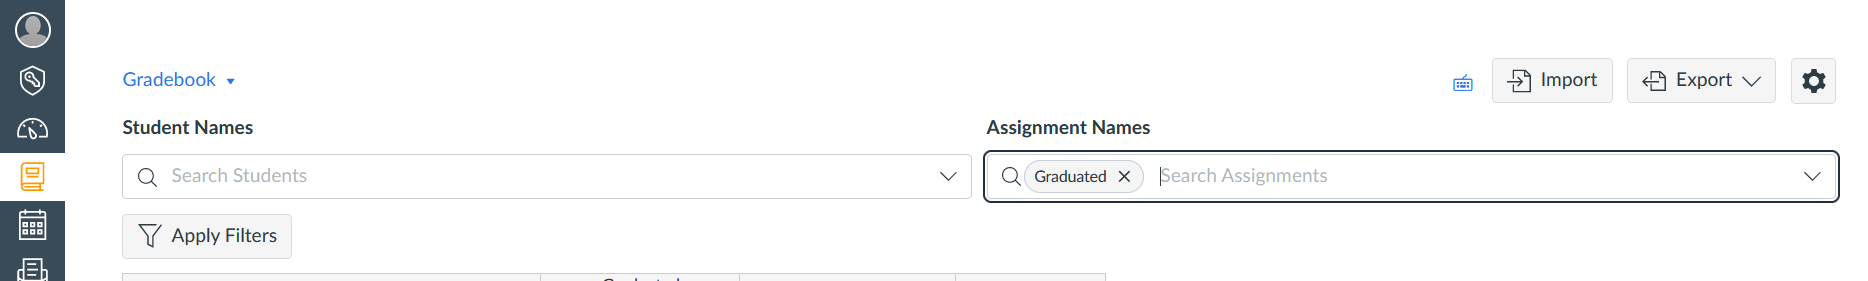 Gradebook
Import
Export
Student Names
Assignment Names
Search Students
Graduated
Search Assignments
Apply Filters